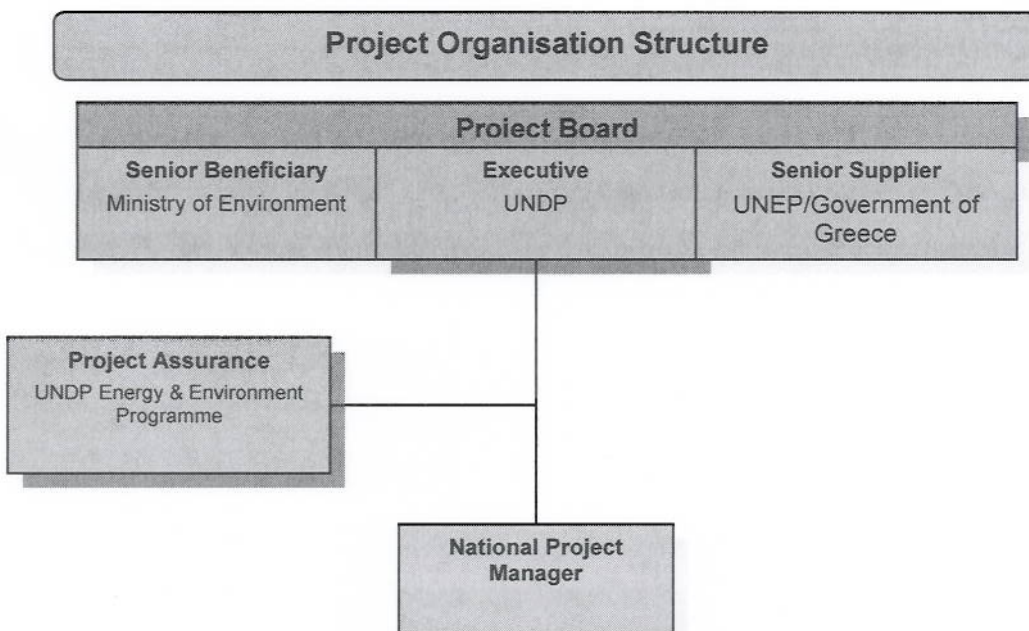 Project Organisation Structure
Project Board
Senior Beneficiary
Ministry of Environment
Executive
UNDP
Senior Supplier
UNEP/Government of
Greece
Project Assurance
UNDP Energy & Environment
Programme
National Project
Manager